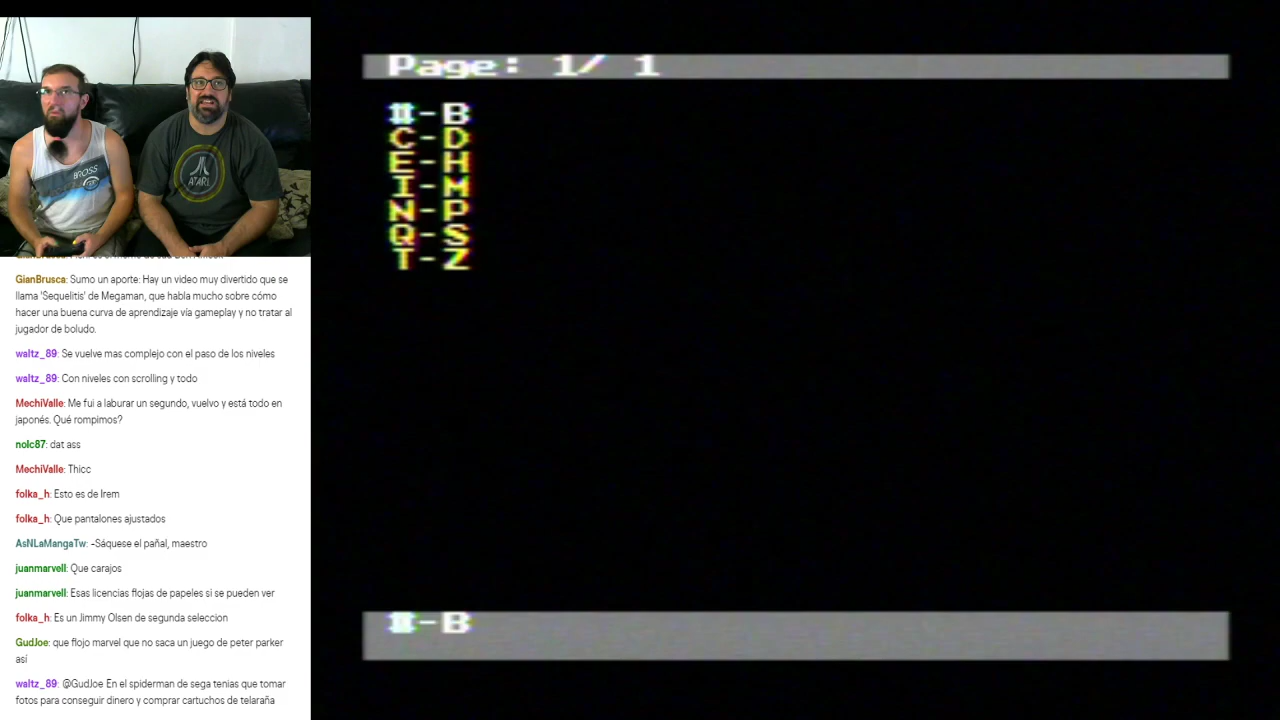 Page: 1/ 1
#-B
C-D
E-H
I-M
N-P
Q-S
T-Z
#-B
BROSS
ATARI
GianBrusca: Sumo un aporte: Hay un video muy divertido que se
llama 'Sequelitis' de Megaman, que habla mucho sobre cómo
hacer una buena curva de aprendizaje vía gameplay y no tratar al
jugador de boludo.
waltz_89: Se vuelve mas complejo con el paso de los niveles
waltz_89: Con niveles con scrolling y todo
MechiValle: Me fui a laburar un segundo, vuelvo y está todo en
japonés. Qué rompimos?
nolc87: dat ass
MechiValle: Thicc
folka_h: Esto es de Irem
folka_h: Que pantalones ajustados
AsNLaMangaTw: -Sáquese el pañal, maestro
juanmarvell: Que carajos
juanmarvell: Esas licencias flojas de papeles si se pueden ver
folka_h: Es un Jimmy Olsen de segunda seleccion
GudJoe: que flojo marvel que no saca un juego de peter parker
asi
waltz_89: @GudJoe En el spiderman de sega tenias que tomar
fotos para conseguir dinero y comprar cartuchos de telaraña